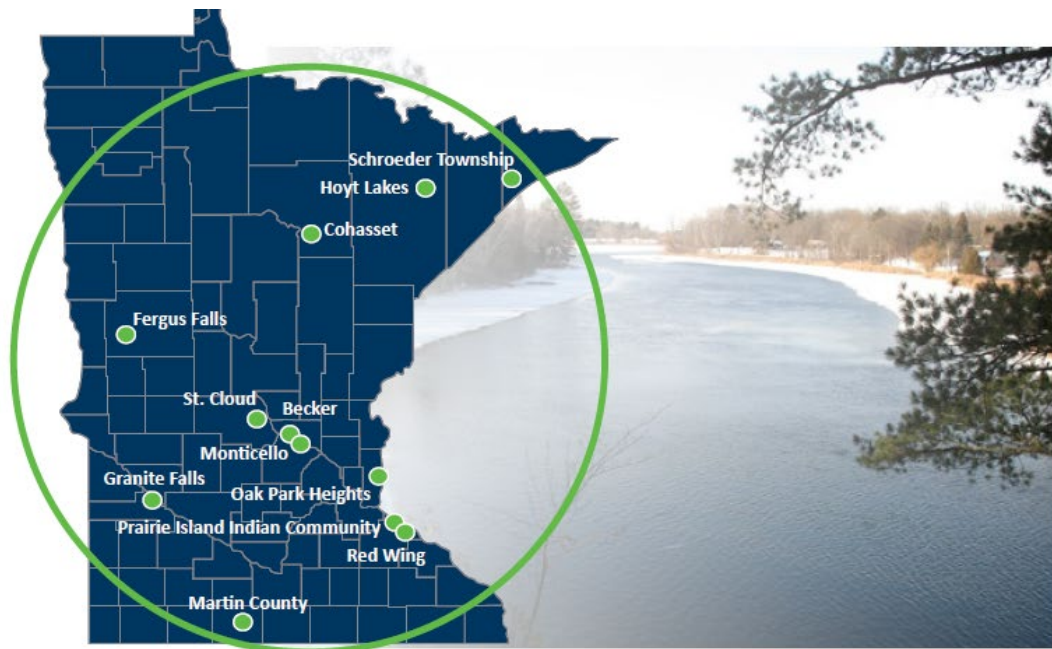 Schroeder Township
Hoyt Lakes
Cohasset
Fergus Falls
St. Cloud
Becker
Monticello
Granite Falls
Oak Park Heights
Prairie Island Indian Community
Red Wing
Martin County